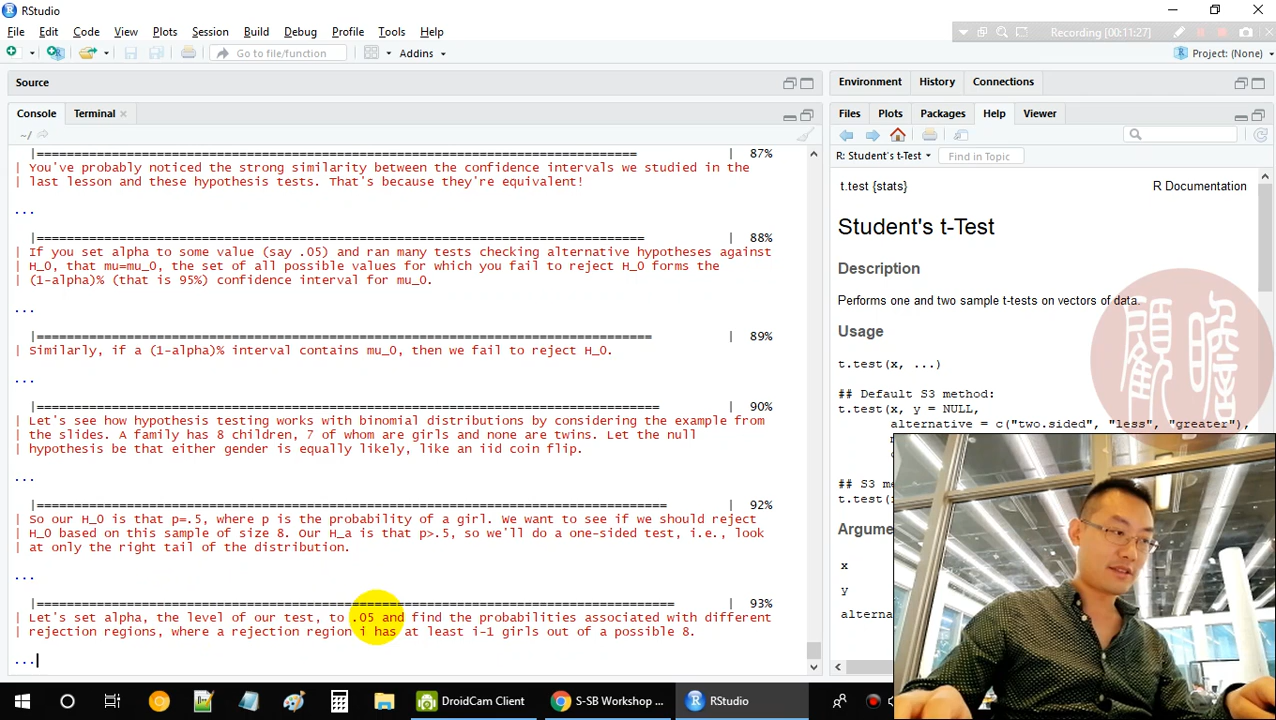 RStudio
File Edit Code View Plots Session Build Debug Profile Tools Help
Recording [00:11:27]
Go to file/function
Addins
Project: (None)
Source
Console Terminal
~/
|================================================================================= | 87%
| You've probably noticed the strong similarity between the confidence intervals we studied in the
| last lesson and these hypothesis tests. That's because they're equivalent!
...
|================================================================================== | 88%
| If you set alpha to some value (say .05) and ran many tests checking alternative hypotheses against
| H_0, that mu=mu_0, the set of all possible values for which you fail to reject H_0 forms the
| (1-alpha)% (that is 95%) confidence interval for mu_0.
...
|=================================================================================== | 89%
| Similarly, if a (1-alpha)% interval contains mu_0, then we fail to reject H_0.
...
|==================================================================================== | 90%
| Let's see how hypothesis testing works with binomial distributions by considering the example from
| the slides. A family has 8 children, 7 of whom are girls and none are twins. Let the null
| hypothesis be that either gender is equally likely, like an iid coin flip.
...
|===================================================================================== | 92%
| So our H_0 is that p=.5, where p is the probability of a girl. We want to see if we should reject
| H_0 based on this sample of size 8. Our H_a is that p>.5, so we'll do a one-sided test, i.e., look
| at only the right tail of the distribution.
...
|====================================================================================== | 93%
| Let's set alpha, the level of our test, to .05 and find the probabilities associated with different
| rejection regions, where a rejection region i has at least i-1 girls out of a possible 8.
...
Environment History Connections
Files Plots Packages Help Viewer
R: Student's t-Test Find in Topic
t.test {stats} R Documentation
Student's t-Test
Description
Performs one and two sample t-tests on vectors of data.
Usage
t.test(x, ...)
## Default S3 method:
t.test(x, y = NULL,
alternative = c("two.sided", "less", "greater"),
## S3 me
t.test(x
Argume
x
y
alterna
顧瞻
DroidCam Client
S-SB Workshop ...
RStudio